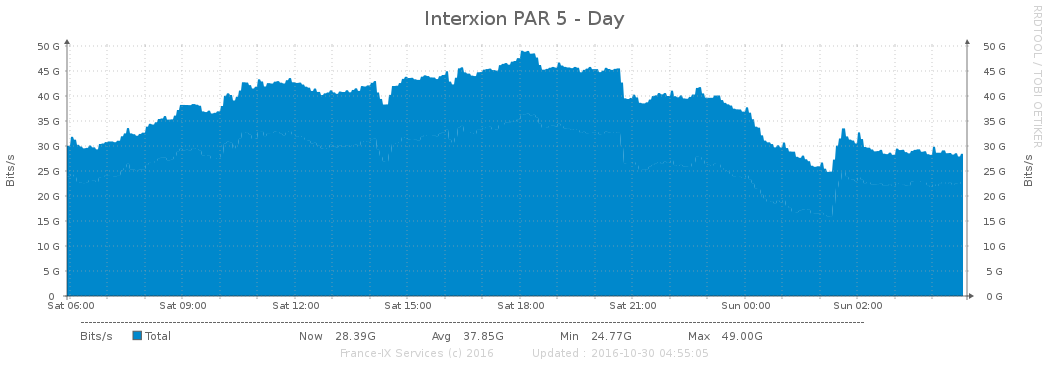 Interxion PAR 5 - Day
RRDTOOL / TOBI OETIKER
Bits/s
50 G 50 G
45 G 45 G
40 G 40 G
35 G 35 G
30 G 30 G
25 G 25 G
20 G 20 G
15 G 15 G
10 G 10 G
5 G 5 G
0 0 G
Bits/s
Sat 06:00 Sat 09:00 Sat 12:00 Sat 15:00 Sat 18:00 Sat 21:00 Sun 00:00 Sun 02:00
Bits/s Total Now 28.39G Avg 37.85G Min 24.77G Max 49.00G
France-IX Services (c) 2016 Updated : 2016-10-30 04:55:05